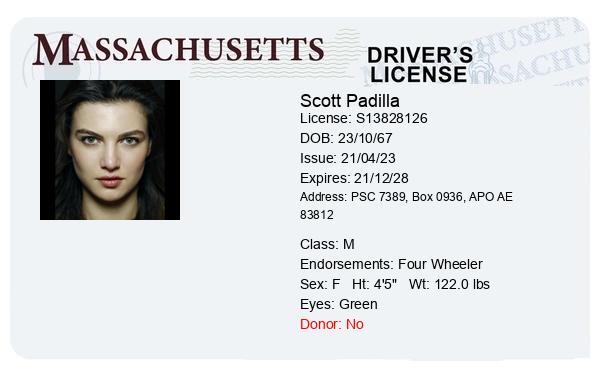 MASSACHUSETTS
DRIVER'S
LICENSE
Scott Padilla
License: S13828126
DOB: 23/10/67
Issue: 21/04/23
Expires: 21/12/28
Address: PSC 7389, Box 0936, APO AE
83812
Class: M
Endorsements: Four Wheeler
Sex: F Ht: 4'5" Wt: 122.0 lbs
Eyes: Green
Donor: No